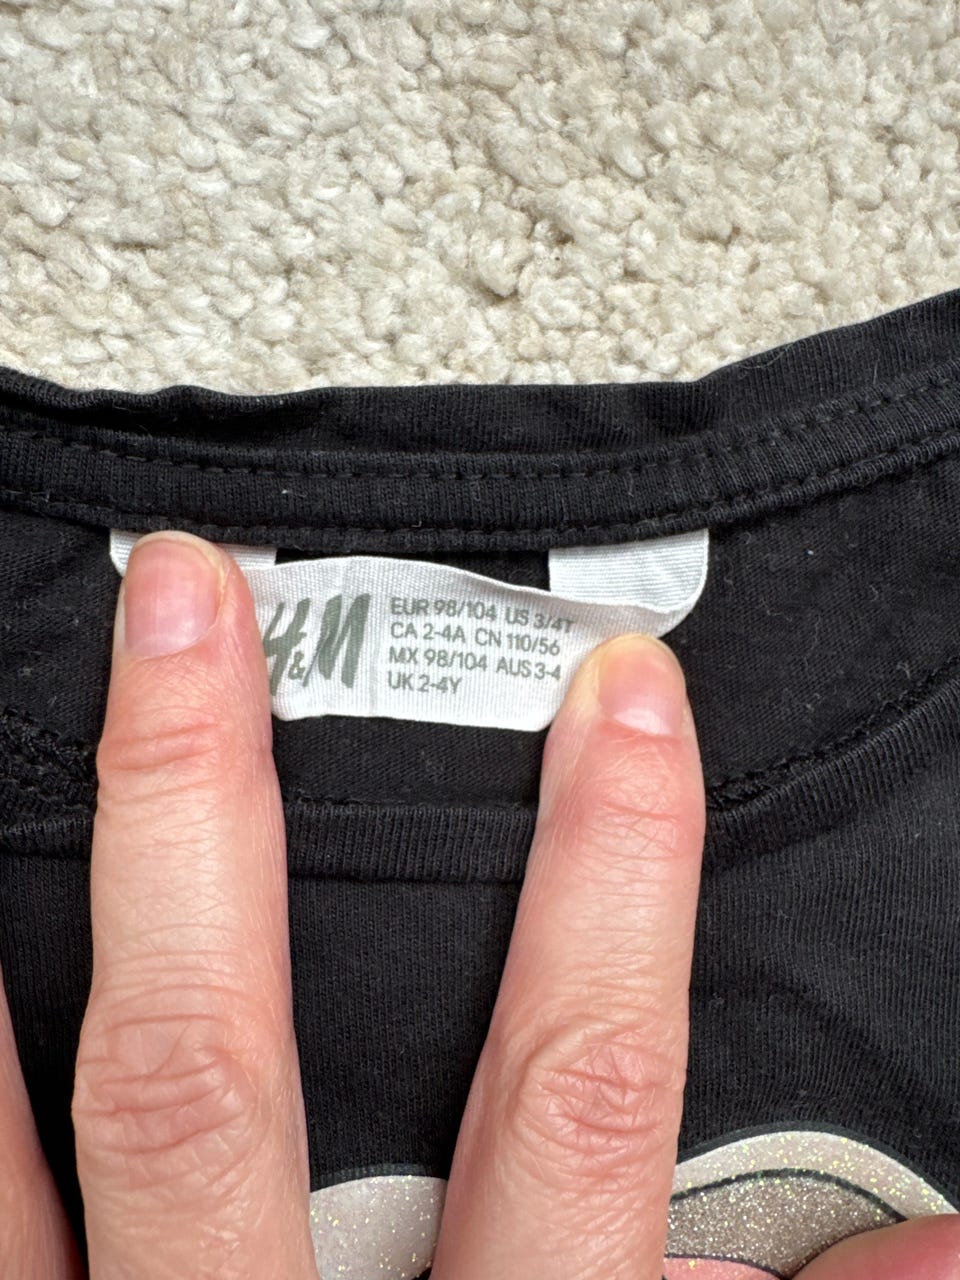 H&M
EUR 98/104 US 3/4T
CA 2-4A CN 110/56
MX 98/104 AUS 3-4
UK 2-4Y